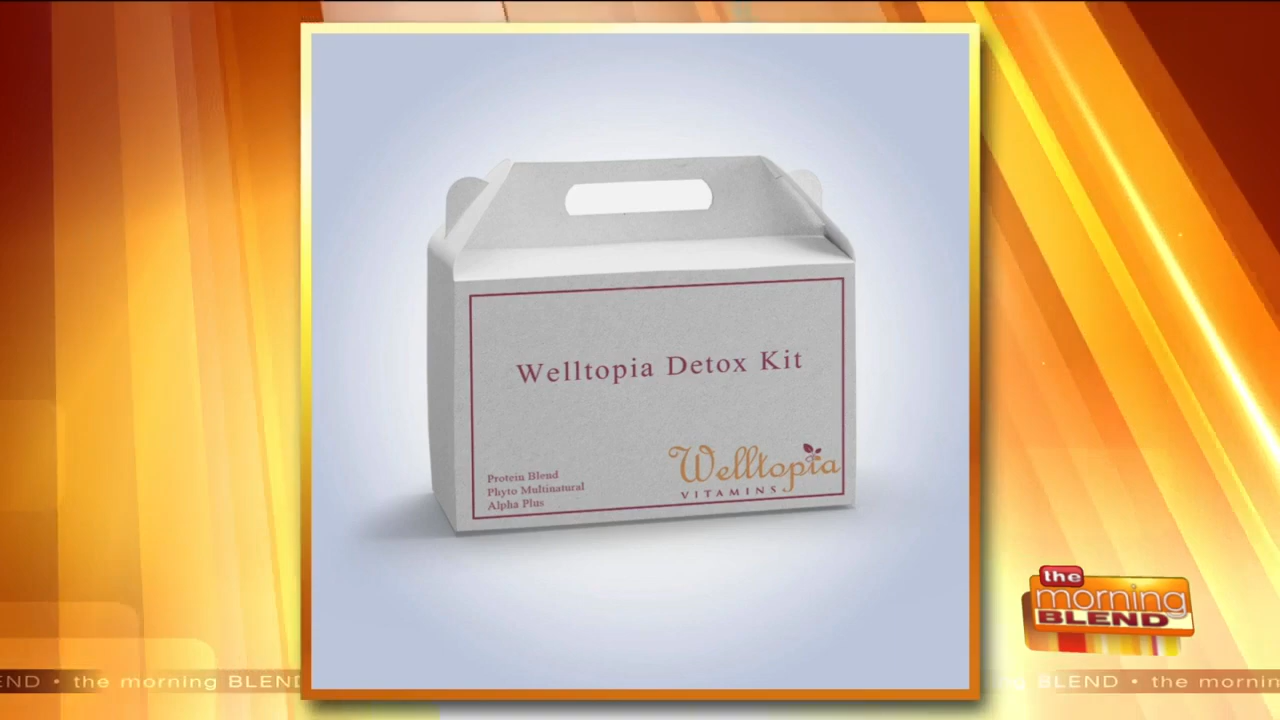 Welltopia Detox Kit
Protein Blend
Phyto Multinatural
Alpha Plus
Welltopia
VITAMINS
the
morning
BLEND
END • the morning BLEND
BLEND • the mornin